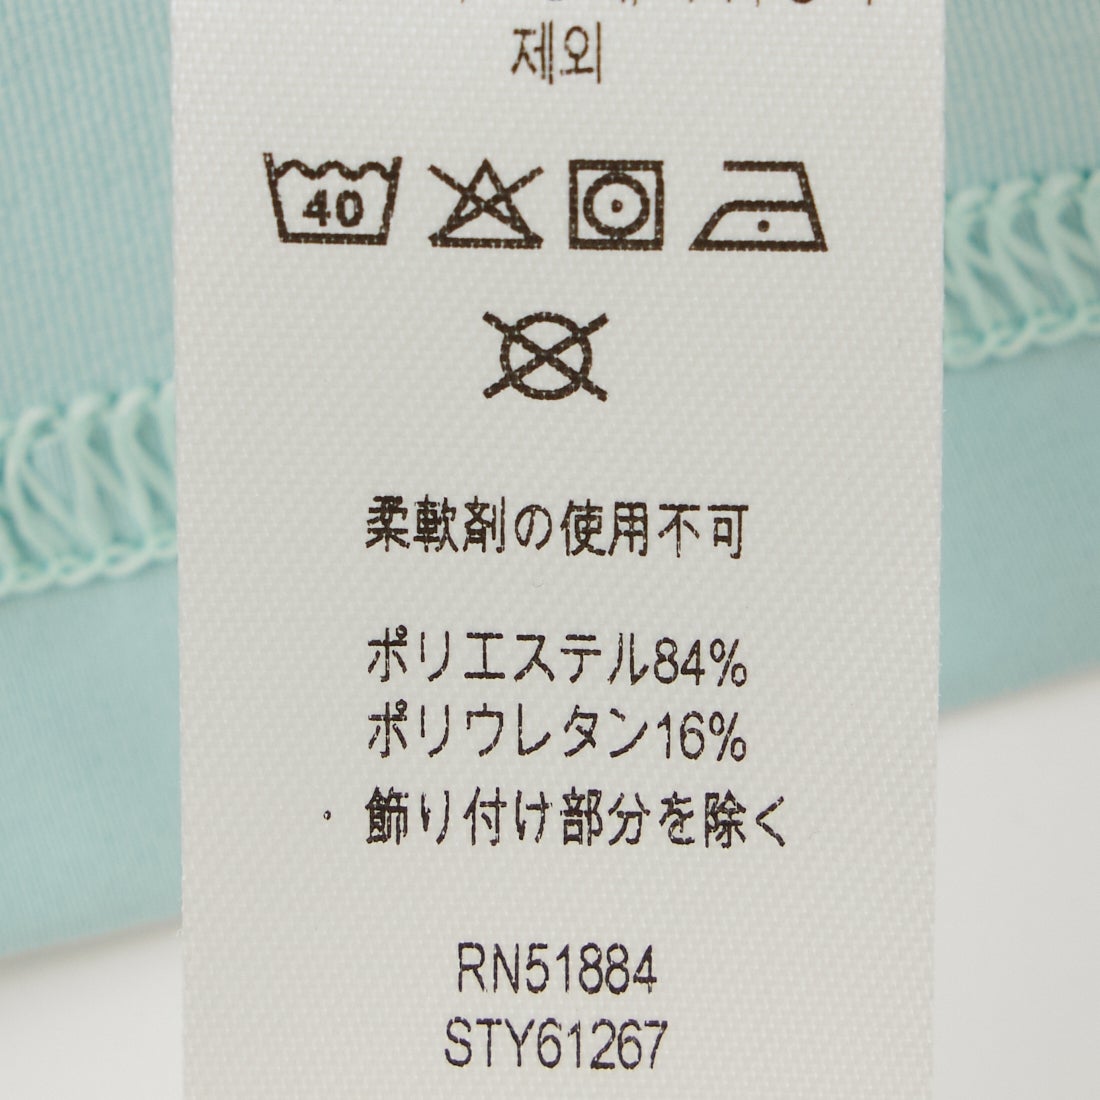 제외
40
柔軟剤の使用不可
ポリエステル84%
ポリウレタン16%
・飾り付け部分を除く
RN51884
STY61267